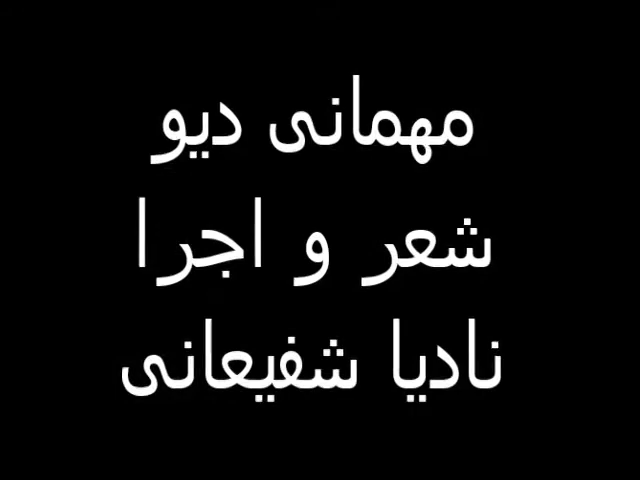 مهمانی دیو
شعر و اجرا
نادیا شفیعانی